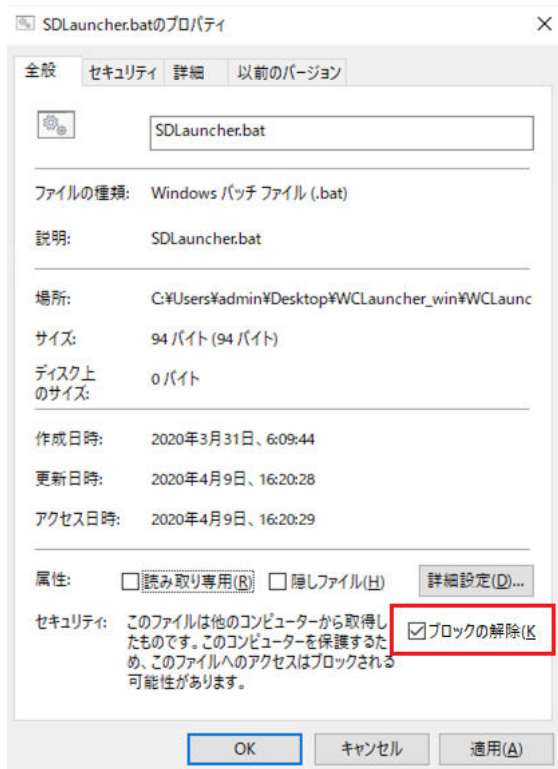 SDLauncher.batのプロパティ
全般 セキュリティ 詳細 以前のバージョン
SDLauncher.bat
ファイルの種類: Windows バッチ ファイル (.bat)
説明: SDLauncher.bat
場所: C:¥Users¥admin¥Desktop¥WCLauncher_win¥WCLaunc
サイズ: 94 バイト (94 バイト)
ディスク上
のサイズ: 0 バイト
作成日時: 2020年3月31日、6:09:44
更新日時: 2020年4月9日、16:20:28
アクセス日時: 2020年4月9日、16:20:29
属性: 読み取り専用(R) 隠しファイル(H) 詳細設定(D)...
セキュリティ: このファイルは他のコンピューターから取得し
たものです。このコンピューターを保護するた
め、このファイルへのアクセスはブロックされる
可能性があります。
ブロックの解除(K
OK キャンセル 適用(A)